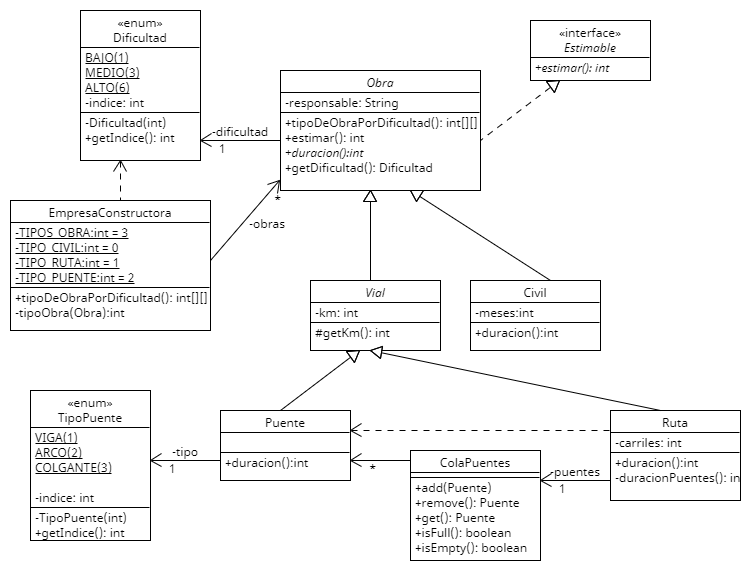 «enum»
Dificultad
BAJO(1)
MEDIO(3)
ALTO(6)
-indice: int
-Dificultad(int)
+getIndice(): int
«interface»
Estimable
+estimar(): int
Obra
-responsable: String
+tipoDeObraPorDificultad(): int[][]
+estimar(): int
+duracion():int
+getDificultad(): Dificultad
-dificultad
1
EmpresaConstructora
-TIPOS_OBRA:int = 3
-TIPO_CIVIL:int = 0
-TIPO_RUTA:int = 1
-TIPO_PUENTE:int = 2
+tipoDeObraPorDificultad(): int[][]
-tipoObra(Obra):int
*
-obras
Vial
-km: int
#getKm(): int
Civil
-meses:int
+duracion():int
«enum»
TipoPuente
VIGA(1)
ARCO(2)
COLGANTE(3)
-indice: int
-TipoPuente(int)
+getIndice(): int
-tipo
1
Puente
+duracion():int
*
ColaPuentes
+add(Puente)
+remove(): Puente
+get(): Puente
+isFull(): boolean
+isEmpty(): boolean
-puentes
1
Ruta
-carriles: int
+duracion():int
-duracionPuentes(): in